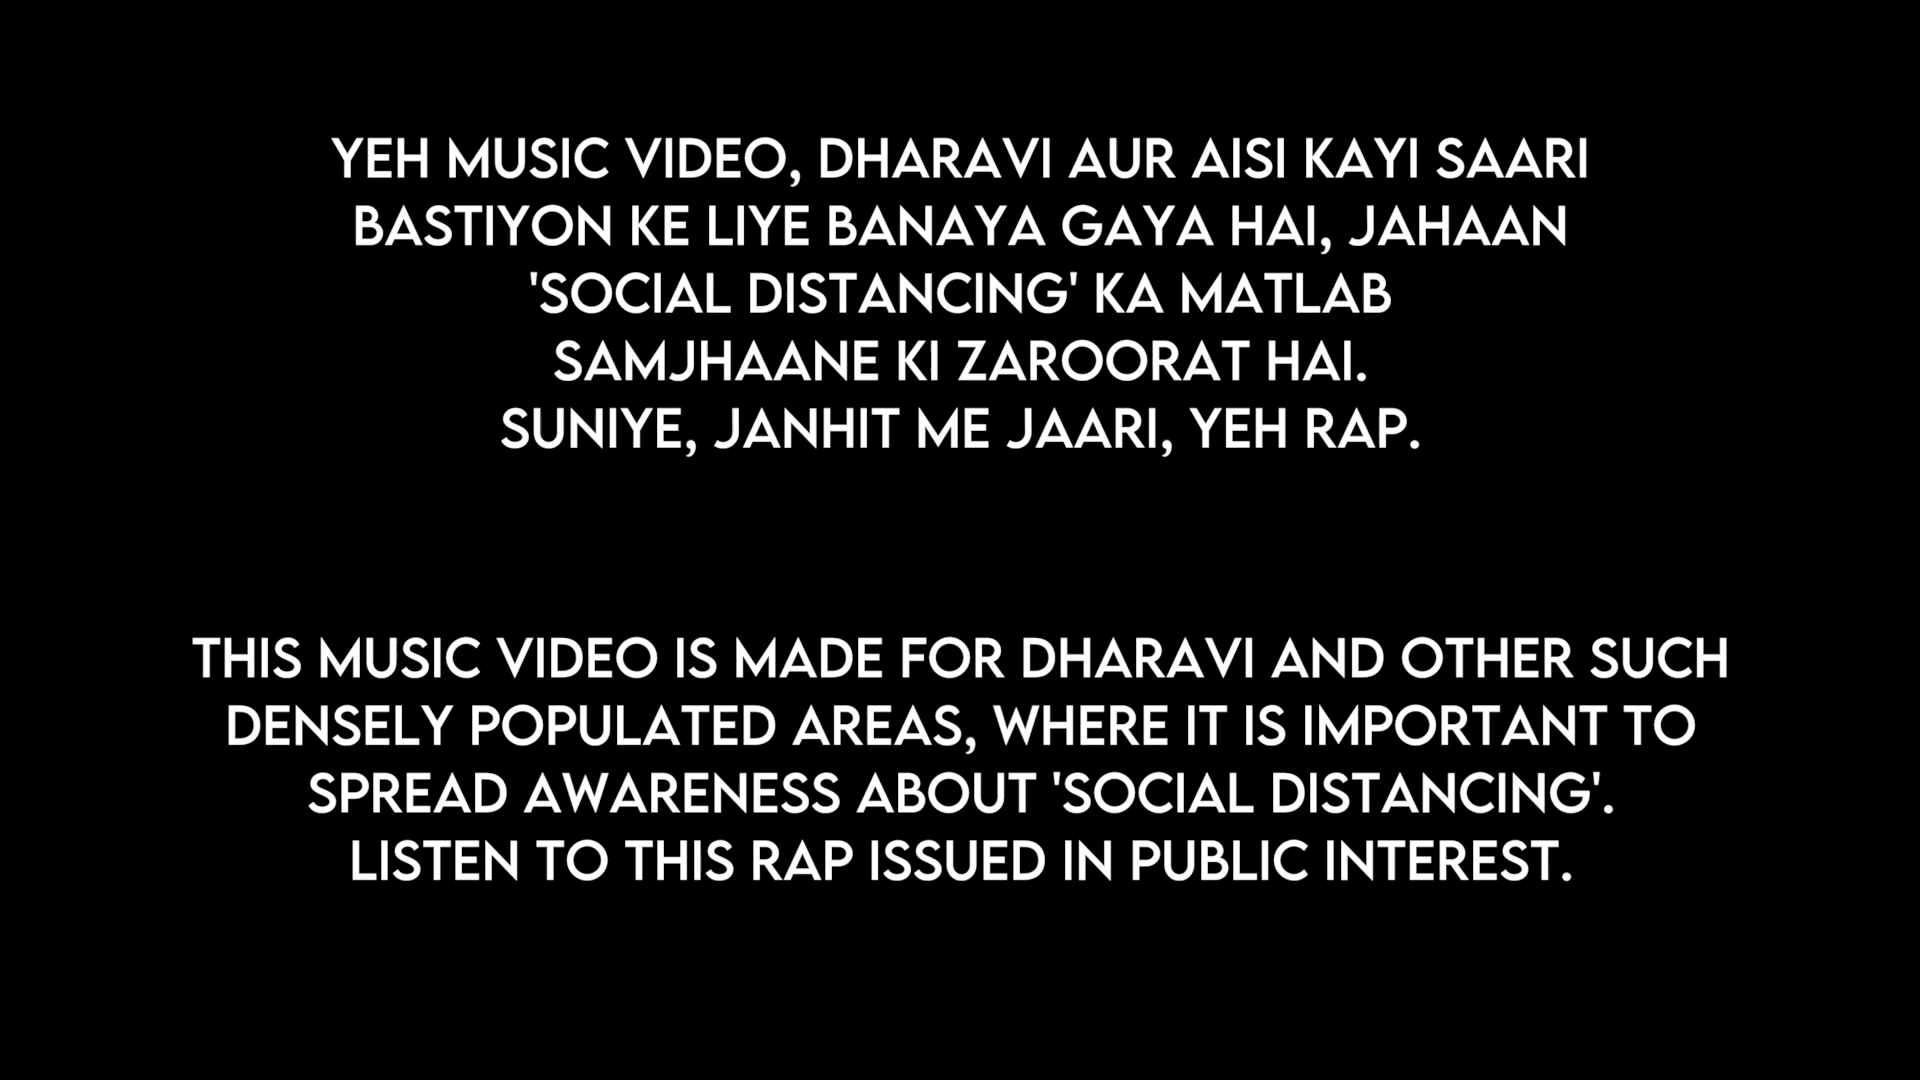 YEH MUSIC VIDEO, DHARAVI AUR AISI KAYI SAARI
BASTIYON KE LIYE BANAYA GAYA HAI, JAHAAN
'SOCIAL DISTANCING' KA MATLAB
SAMJHAANE KI ZAROORAT HAI.
SUNIYE, JANHIT ME JAARI, YEH RAP.
THIS MUSIC VIDEO IS MADE FOR DHARAVI AND OTHER SUCH
DENSELY POPULATED AREAS, WHERE IT IS IMPORTANT TO
SPREAD AWARENESS ABOUT 'SOCIAL DISTANCING'.
LISTEN TO THIS RAP ISSUED IN PUBLIC INTEREST.